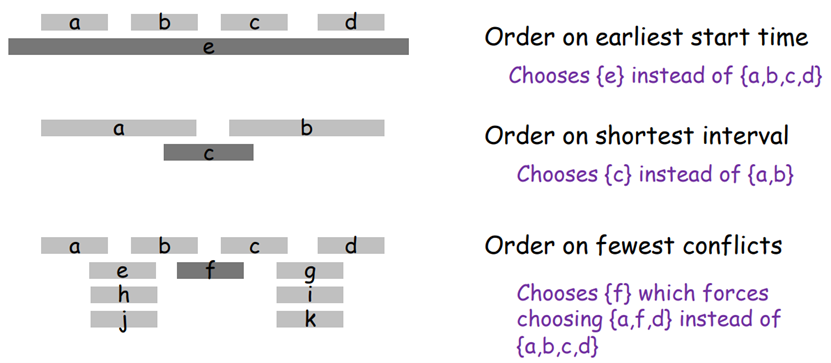 a b c d
e
Order on earliest start time
Chooses {e} instead of {a,b,c,d}
a b
c
Order on shortest interval
Chooses {c} instead of {a,b}
a b c d
e f g
h i
j k
Order on fewest conflicts
Chooses {f} which forces
choosing {a,f,d} instead of
{a,b,c,d}